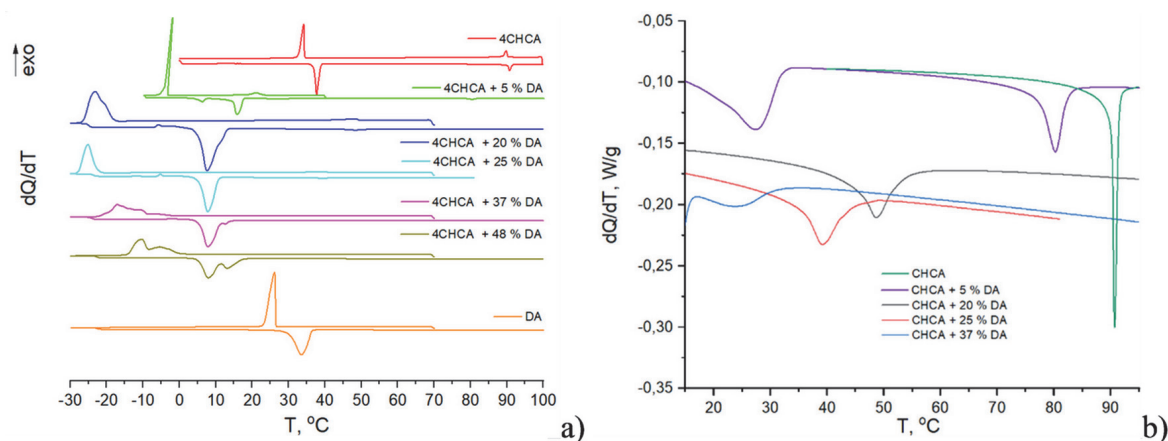 exo
dQ/dT
4CHCA
4CHCA + 5 % DA
4CHCA + 20 % DA
4CHCA + 25 % DA
4CHCA + 37 % DA
4CHCA + 48 % DA
DA
-30 -20 -10 0 10 20 30 40 50 60 70 80 90 100
T, °C
a)
dQ/dT, W/g
-0,05
-0,10
-0,15
-0,20
-0,25
-0,30
-0,35
CHCA
CHCA + 5 % DA
CHCA + 20 % DA
CHCA + 25 % DA
CHCA + 37 % DA
20 30 40 50 60 70 80 90
T, °C
b)